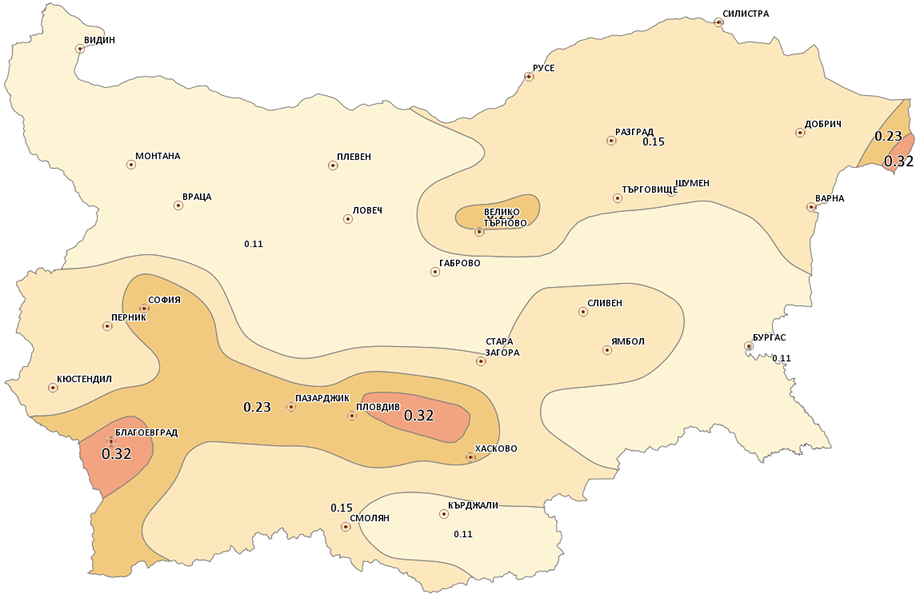 СИЛИСТРА
ВИДИН
РУСЕ
ДОБРИЧ
РАЗГРАД
0.15
0.23
0.32
МОНТАНА
ПЛЕВЕН
ТЪРГОВИЩЕ
ШУМЕН
ВРАЦА
ЛОВЕЧ
ВАРНА
ВЕЛИКО
ТЪРНОВО
0.11
ГАБРОВО
СОФИЯ
ПЕРНИК
СЛИВЕН
СТАРА
ЗАГОРА
ЯМБОЛ
БУРГАС
0.11
КЮСТЕНДИЛ
ПАЗАРДЖИК
0.23
ПЛОВДИВ
0.32
БЛАГОЕВГРАД
0.32
ХАСКОВО
0.15
СМОЛЯН
КЪРДЖАЛИ
0.11